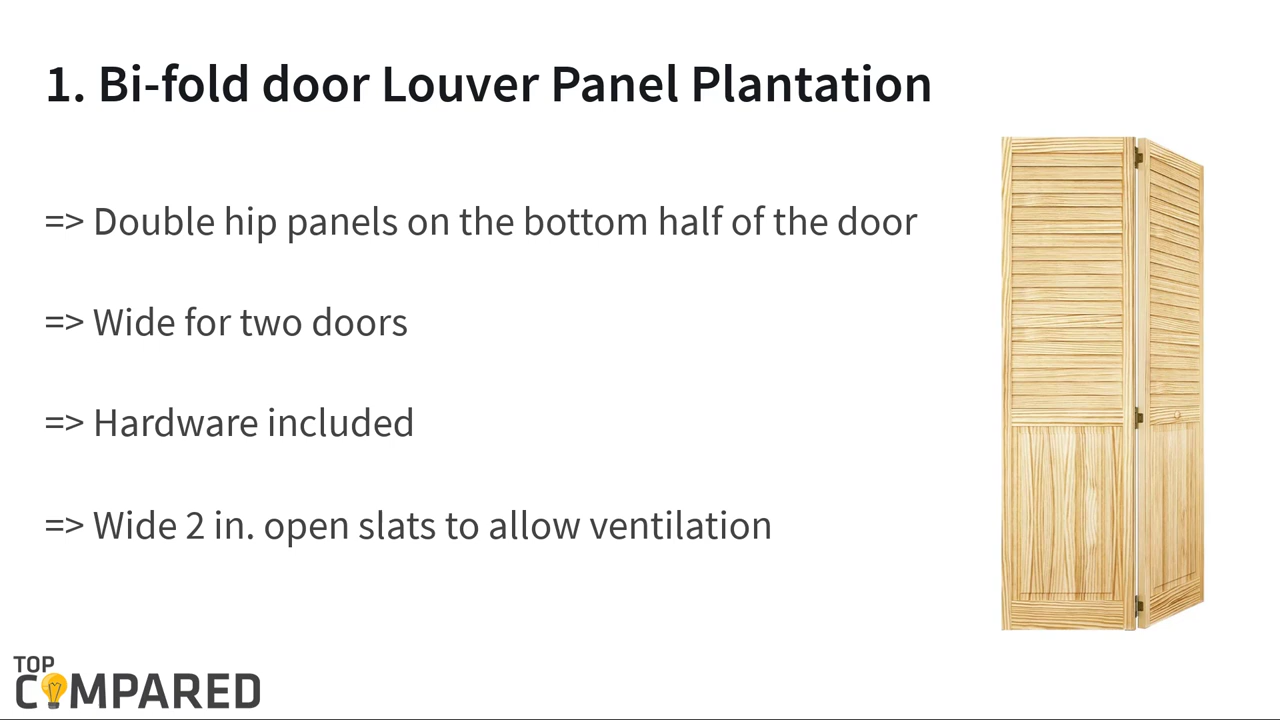 1. Bi-fold door Louver Panel Plantation
=> Double hip panels on the bottom half of the door
=> Wide for two doors
=> Hardware included
=> Wide 2 in. open slats to allow ventilation
TOP
COMPARED